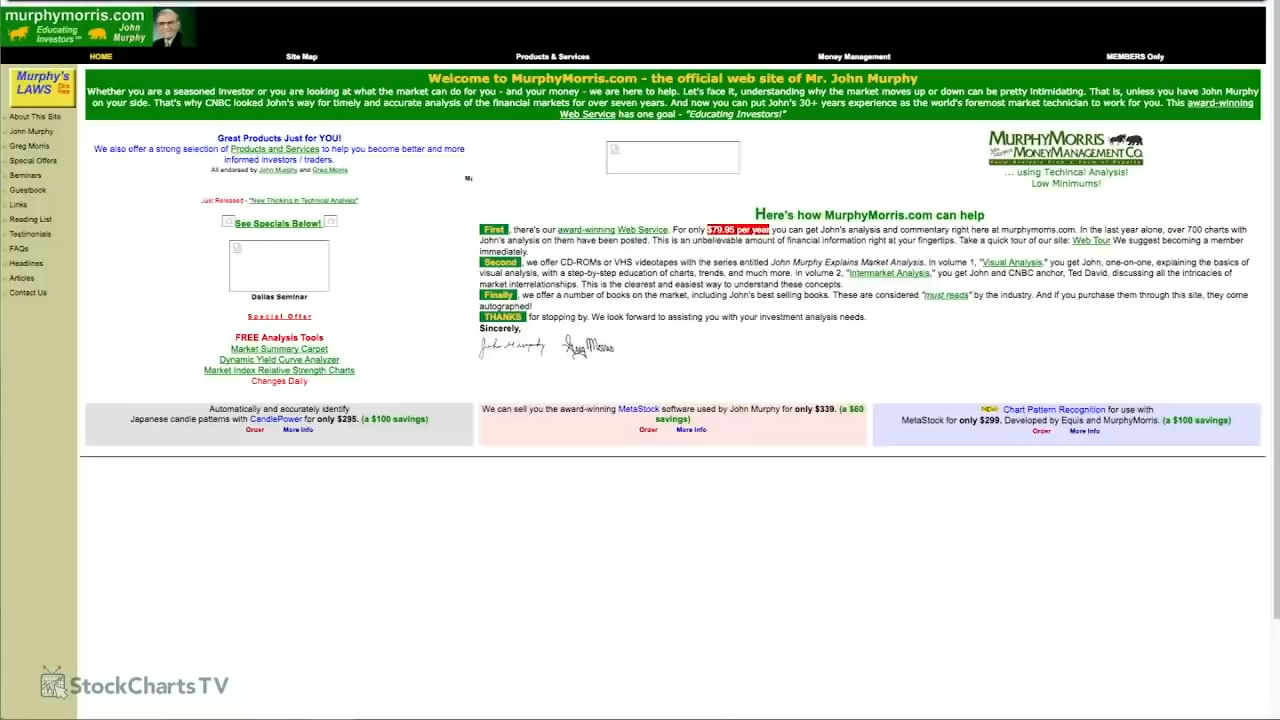 murphymorris.com
Educating
Investors™
John
Murphy
HOME
Site Map
Products & Services
Money Management
MEMBERS Only
Murphy's
LAWS
Click
Here
About This Site
John Murphy
Greg Morris
Special Offers
Seminars
Guestbook
Links
Reading List
Testimonials
FAQs
Headlines
Articles
Contact Us
Welcome to MurphyMorris.com - the official web site of Mr. John Murphy
Whether you are a seasoned investor or you are looking at what the market can do for you - and your money - we are here to help. Let's face it, understanding why the market moves up or down can be pretty intimidating. That is, unless you have John Murphy
on your side. That's why CNBC looked John's way for timely and accurate analysis of the financial markets for over seven years. And now you can put John's 30+ years experience as the world's foremost market technician to work for you. This award-winning
Web Service has one goal - "Educating Investors!"
Great Products Just for YOU!
We also offer a strong selection of Products and Services to help you become better and more
informed investors / traders.
All endorsed by John Murphy and Greg Morris
Just Released - "New Thinking in Technical Analysis"
See Specials Below!
Dallas Seminar
Special Offer
FREE Analysis Tools
Market Summary Carpet
Dynamic Yield Curve Analyzer
Market Index Relative Strength Charts
Changes Daily
MURPHYMORRIS
MONEYMANAGEMENT CO.
... using Techincal Analysis!
Low Minimums!
Here's how MurphyMorris.com can help
First , there's our award-winning Web Service. For only $79.95 per year you can get John's analysis and commentary right here at murphymorris.com. In the last year alone, over 700 charts with
John's analysis on them have been posted. This is an unbelievable amount of financial information right at your fingertips. Take a quick tour of our site: Web Tour We suggest becoming a member
immediately.
Second , we offer CD-ROMs or VHS videotapes with the series entitled John Murphy Explains Market Analysis. In volume 1, "Visual Analysis," you get John, one-on-one, explaining the basics of
visual analysis, with a step-by-step education of charts, trends, and much more. In volume 2, "Intermarket Analysis," you get John and CNBC anchor, Ted David, discussing all the intricacies of
market interrelationships. This is the clearest and easiest way to understand these concepts.
Finally , we offer a number of books on the market, including John's best selling books. These are considered "must reads" by the industry. And if you purchase them through this site, they come
autographed!
THANKS for stopping by. We look forward to assisting you with your investment analysis needs.
Sincerely,
John Murphy Greg Morris
Automatically and accurately identify
Japanese candle patterns with CandlePower for only $295. (a $100 savings)
Order More Info
We can sell you the award-winning MetaStock software used by John Murphy for only $339. (a $60
savings)
Order More Info
NEW! Chart Pattern Recognition for use with
MetaStock for only $299. Developed by Equis and MurphyMorris. (a $100 savings)
Order More Info
StockChartsTV